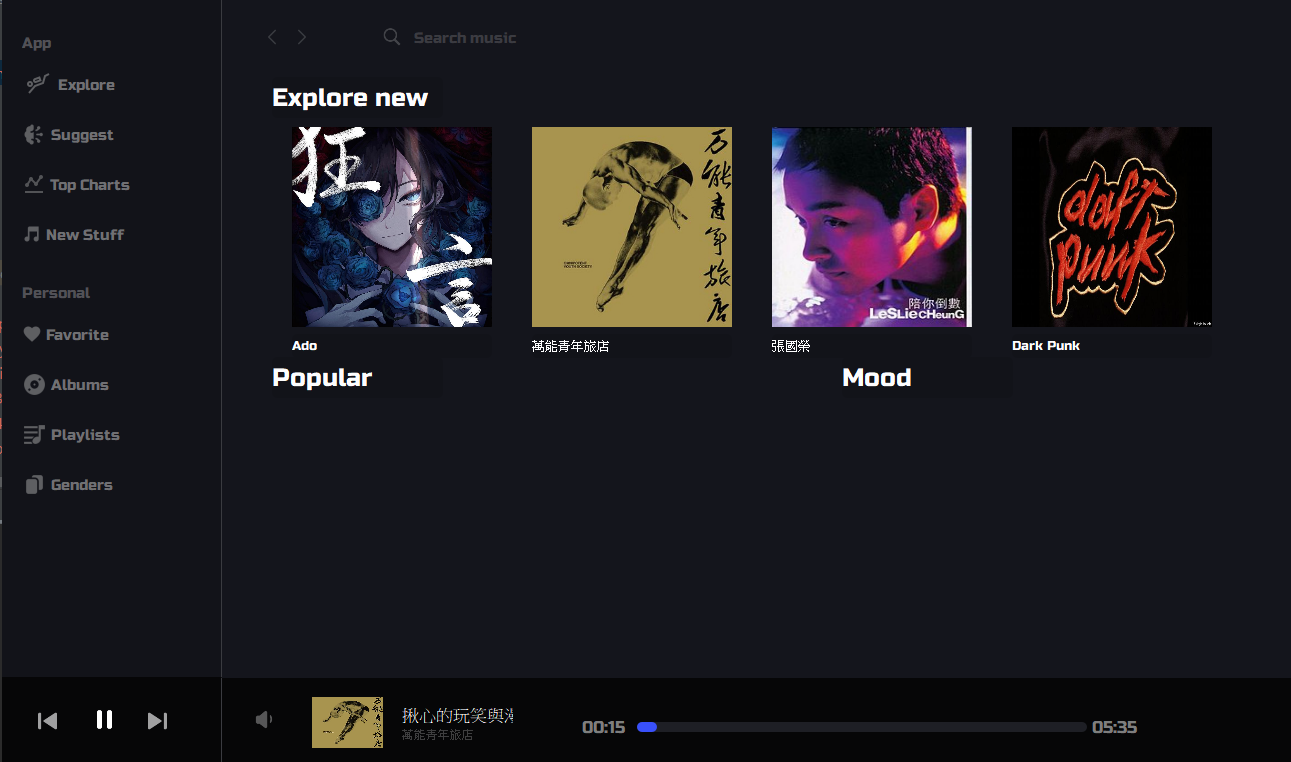 App
Explore
Suggest
Top Charts
New Stuff
Personal
Favorite
Albums
Playlists
Genders
Search music
Explore new
狂言
万能青年旅店
OMNIPOTENT
YOUTH SOCIETY
陪你倒數
LeSLieCHeunG
daft punk
Ado
萬能青年旅店
張國榮
Dark Punk
Popular
Mood
揪心的玩笑與
萬能青年旅店
00:15
05:35